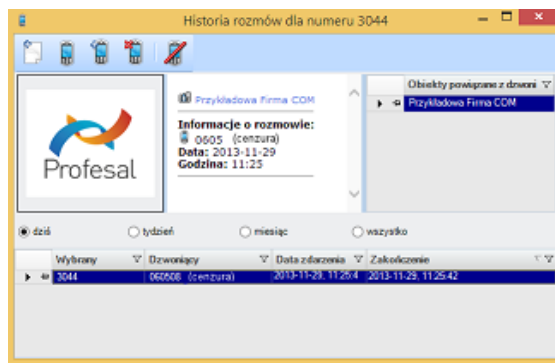 Historia rozmów dla numeru 3044
Profesal
Przykładowa Firma COM
Informacje o rozmowie:
0605 (cenzura)
Data: 2013-11-29
Godzina: 11:25
Obiekty powiązane z dzwoni
Przykładowa Firma COM
dziś tydzień miesiąc wszystko
Wybrany Dzwoniący Data zdarzenia Zakończenie
3044 060508 (cenzura) 2013-11-29, 11:25:4 2013-11-29, 11:25:42